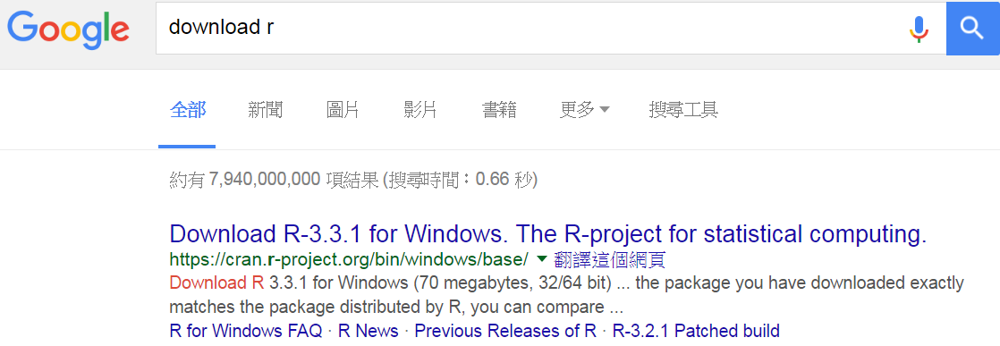 Google
download r
全部 新聞 圖片 影片 書籍 更多 搜尋工具
約有 7,940,000,000 項結果 (搜尋時間：0.66 秒)
Download R-3.3.1 for Windows. The R-project for statistical computing.
https://cran.r-project.org/bin/windows/base/ 翻譯這個網頁
Download R 3.3.1 for Windows (70 megabytes, 32/64 bit) ... the package you have downloaded exactly
matches the package distributed by R, you can compare ...
R for Windows FAQ · R News · Previous Releases of R · R-3.2.1 Patched build